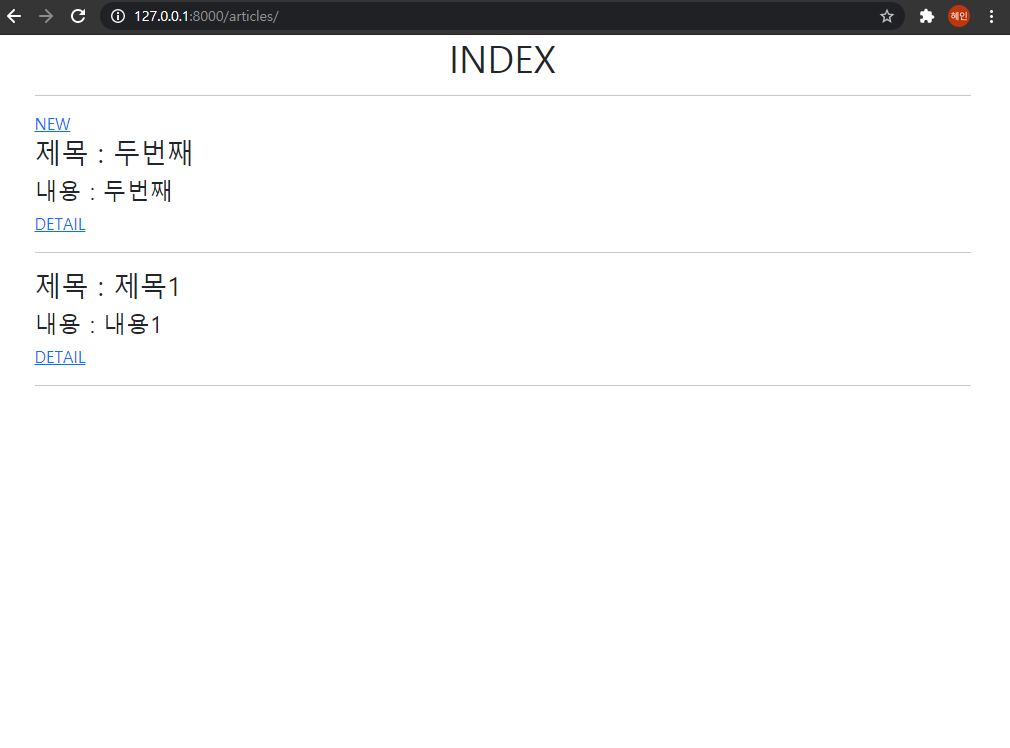 127.0.0.1:8000/articles/
혜인
INDEX
NEW
제목 : 두번째
내용 : 두번째
DETAIL
제목 : 제목1
내용 : 내용1
DETAIL